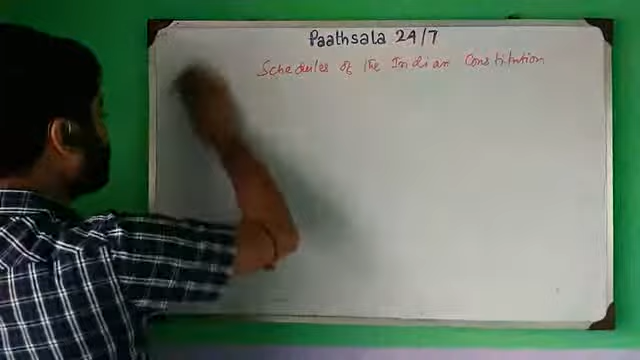 Paathsala 24/7
Schedules of the Indian Constitution